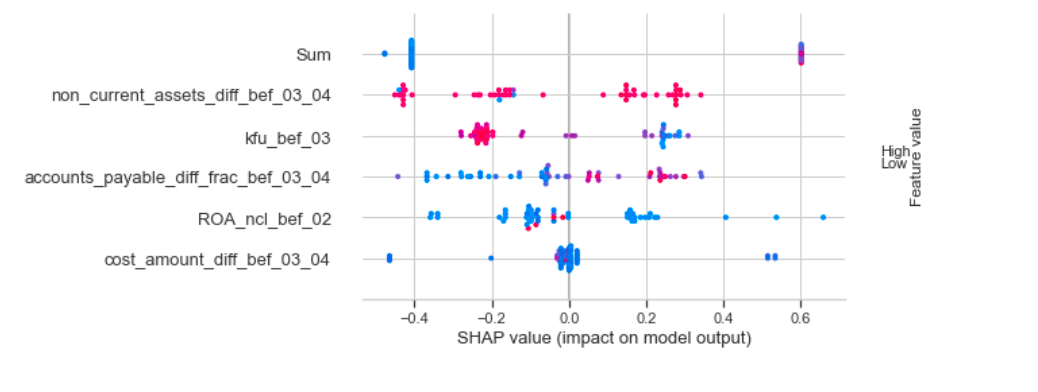 Sum
non_current_assets_diff_bef_03_04
kfu_bef_03
accounts_payable_diff_frac_bef_03_04
ROA_ncl_bef_02
cost_amount_diff_bef_03_04
−0.4 −0.2 0.0 0.2 0.4 0.6
SHAP value (impact on model output)
High
Low
Feature value